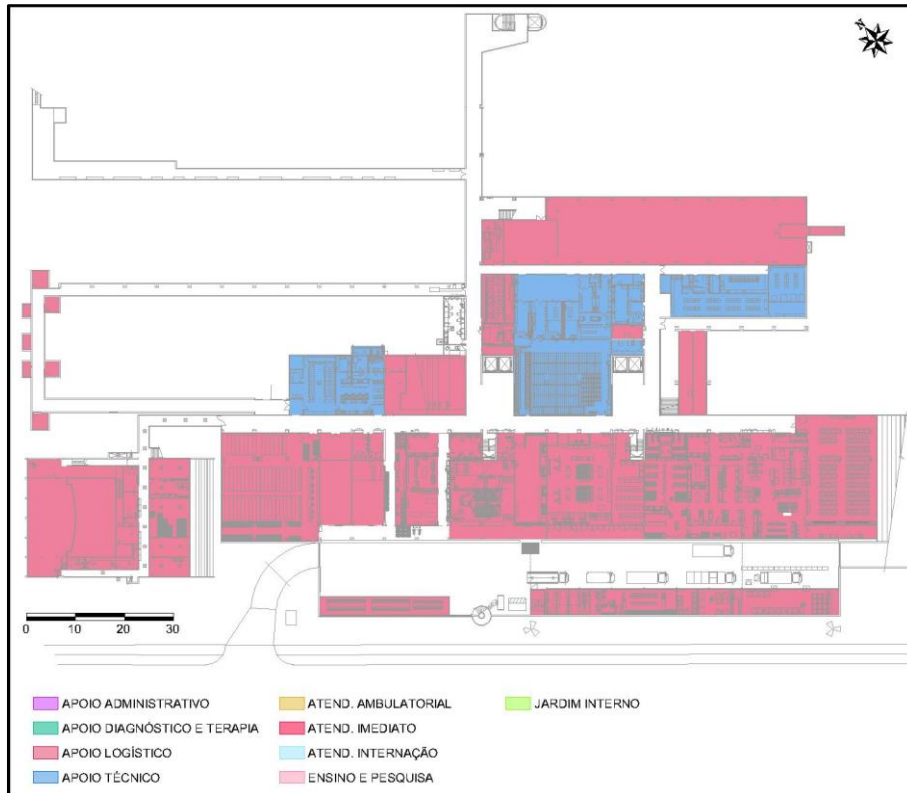 N
0 10 20 30
APOIO ADMINISTRATIVO
APOIO DIAGNÓSTICO E TERAPIA
APOIO LOGÍSTICO
APOIO TÉCNICO
ATEND. AMBULATORIAL
ATEND. IMEDIATO
ATEND. INTERNAÇÃO
ENSINO E PESQUISA
JARDIM INTERNO